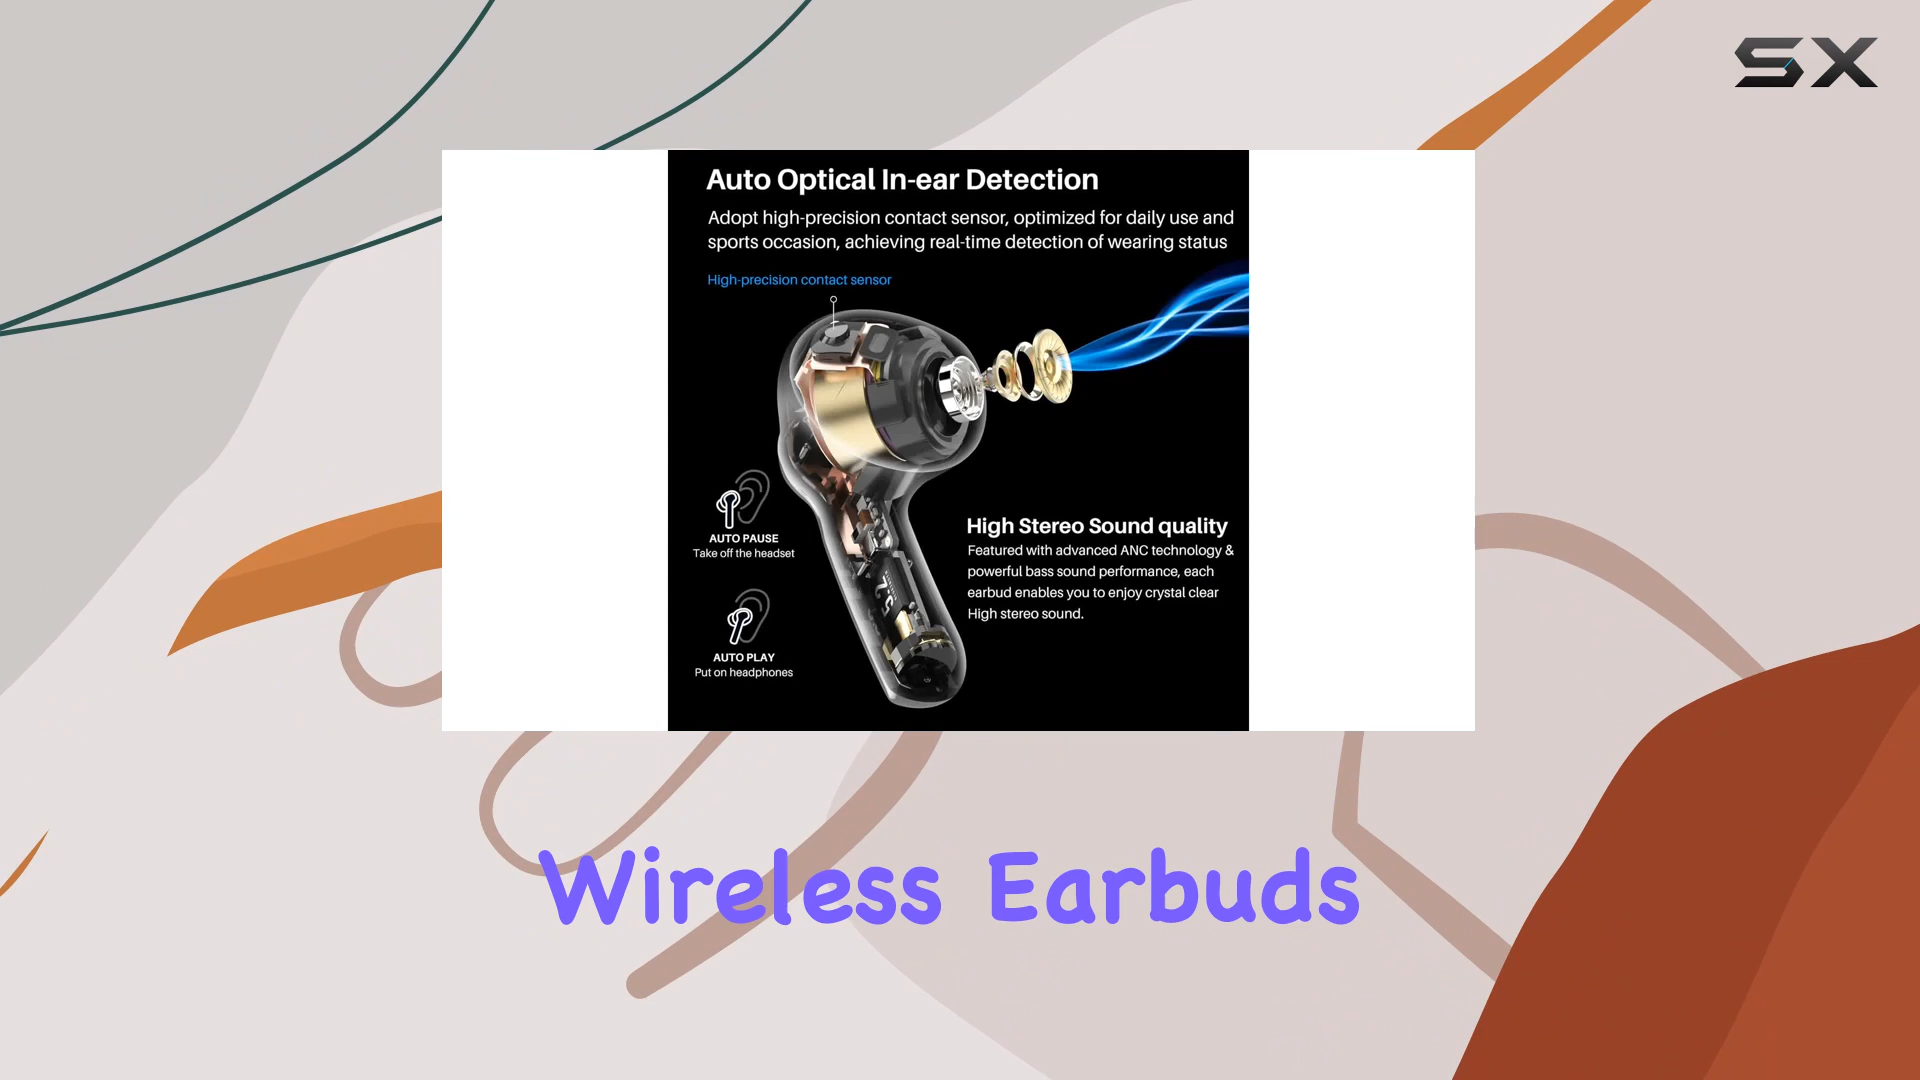 SX
Auto Optical In-ear Detection
Adopt high-precision contact sensor, optimized for daily use and
sports occasion, achieving real-time detection of wearing status
High-precision contact sensor
AUTO PAUSE
Take off the headset
AUTO PLAY
Put on headphones
High Stereo Sound quality
Featured with advanced ANC technology &
powerful bass sound performance, each
earbud enables you to enjoy crystal clear
High stereo sound.
Wireless Earbuds